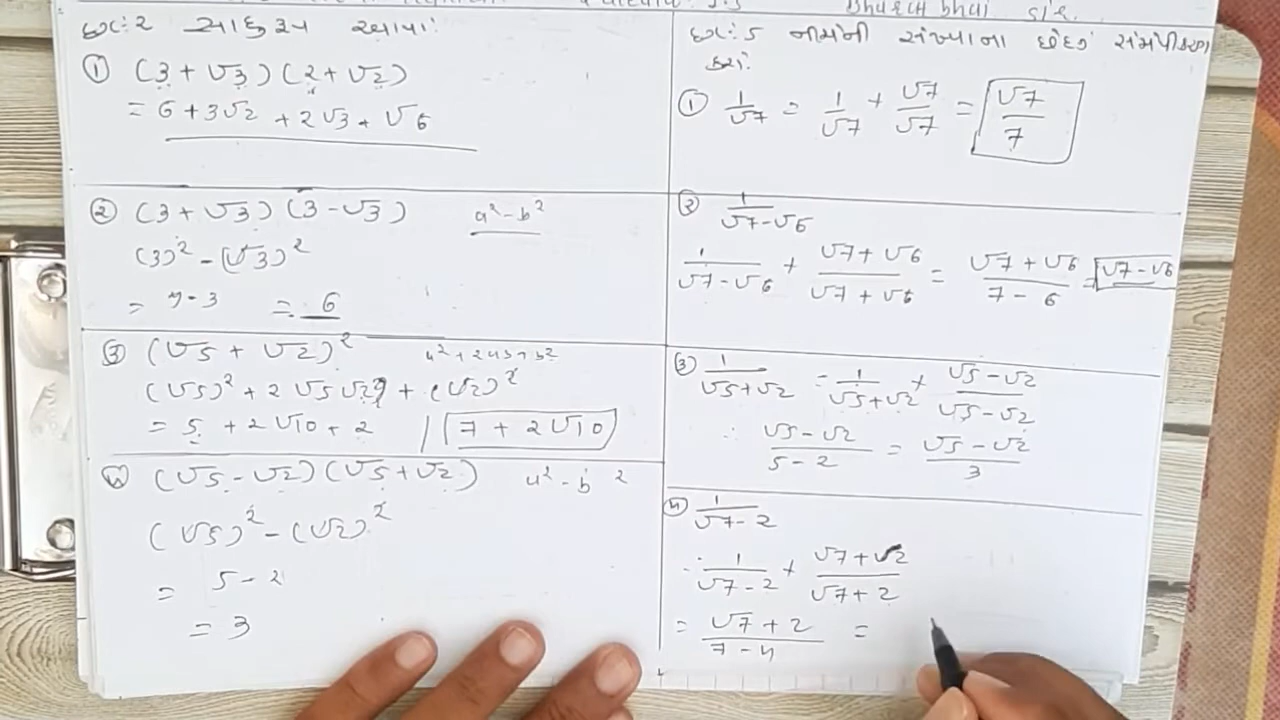 Bharat bhai
① (3 + √3) (2 + √2)
= 6 + 3√2 + 2√3 + √6
② (3 + √3) (3 - √3) a² - b²
(3)² - (√3)²
= 9 - 3 = 6
③ (√5 + √2)² a² + 2ab + b²
(√5)² + 2 √5 √2 + (√2)²
= 5 + 2√10 + 2 | 7 + 2√10
૪ (√5 - √2) (√5 + √2) a² - b²
(√5)² - (√2)²
= 5 - 2
= 3
દા: 5 નીચેની સંખ્યાના છેદનું સંમેયીકરણ
કરો:
① 1/√7 = 1/√7 + √7/√7 = √7/7
② 1/√7-√6
1/√7-√6 + √7+√6/√7+√6 = √7+√6/7-6 = √7-√6
③ 1/√5+√2 = 1/√5+√2 + √5-√2/√5-√2
∴ √5-√2/5-2 = √5-√2/3
૪ 1/√7-2
∴ 1/√7-2 + √7+√2/√7+2
= √7+2/7-4 =